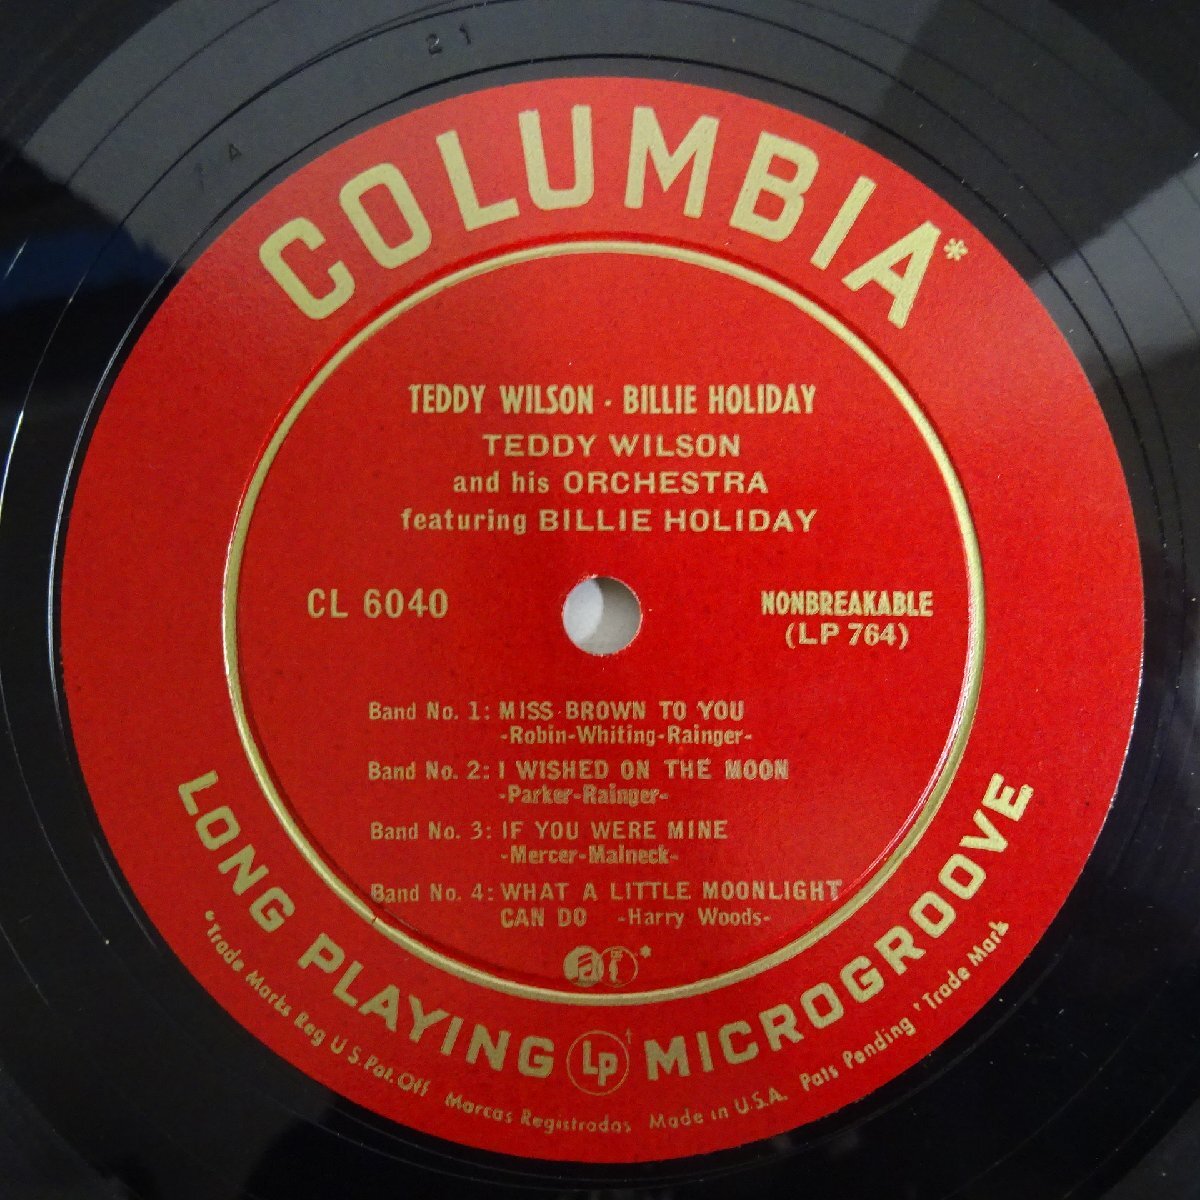 21
1A
COLUMBIA*
TEDDY WILSON · BILLIE HOLIDAY
TEDDY WILSON
and his ORCHESTRA
featuring BILLIE HOLIDAY
CL 6040
NONBREAKABLE
(LP 764)
Band No. 1: MISS BROWN TO YOU
-Robin-Whiting-Rainger-
Band No. 2: I WISHED ON THE MOON
-Parker-Rainger-
Band No. 3: IF YOU WERE MINE
-Mercer-Malneck-
Band No. 4: WHAT A LITTLE MOONLIGHT
CAN DO -Harry Woods-
LONG PLAYING Lp† MICROGROOVE
*Trade Marks Reg U S. Pat. Off Marcas Registradas Made in U.S.A. Pats Pending †Trade Mark